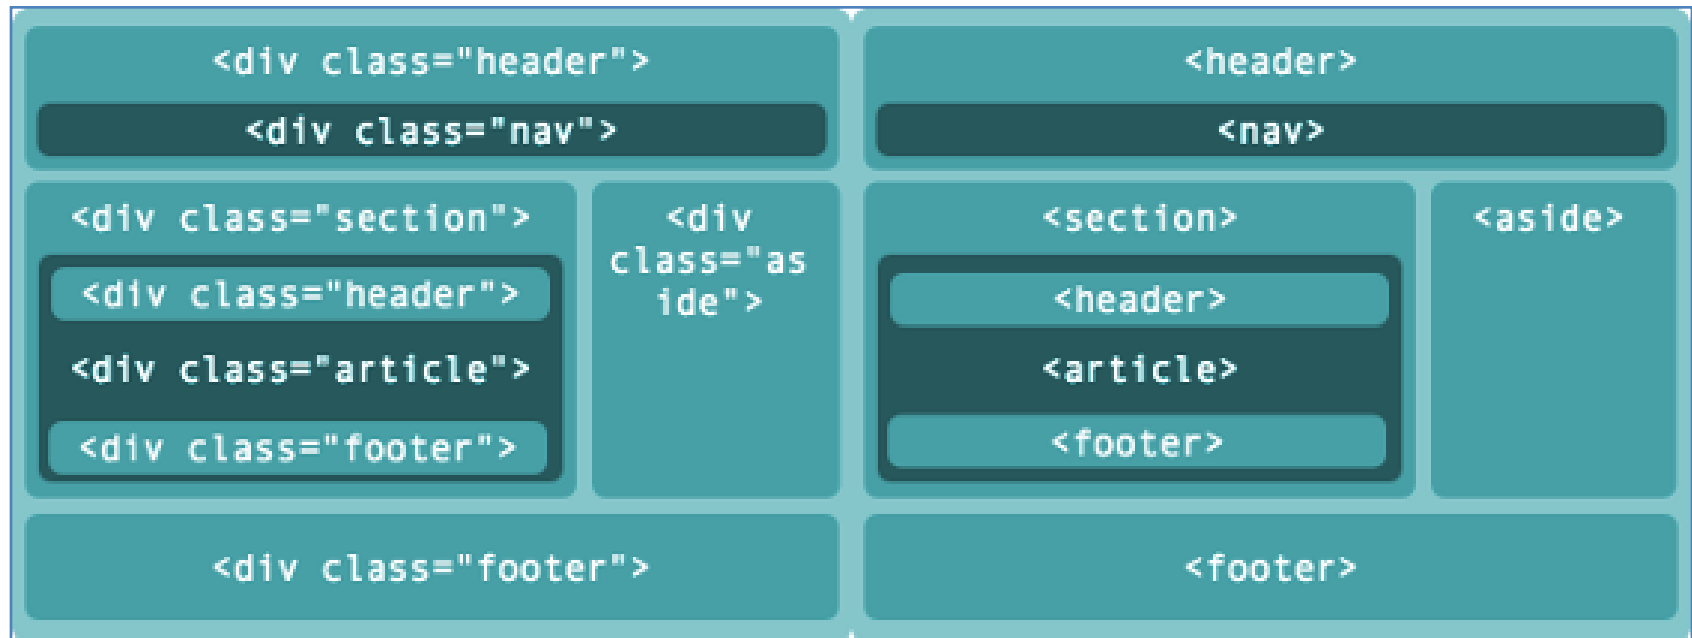 <div class="header">
<div class="nav">
<div class="section">
<div class="header">
<div class="article">
<div class="footer">
<div
class="as
ide">
<div class="footer">
<header>
<nav>
<section>
<header>
<article>
<footer>
<aside>
<footer>